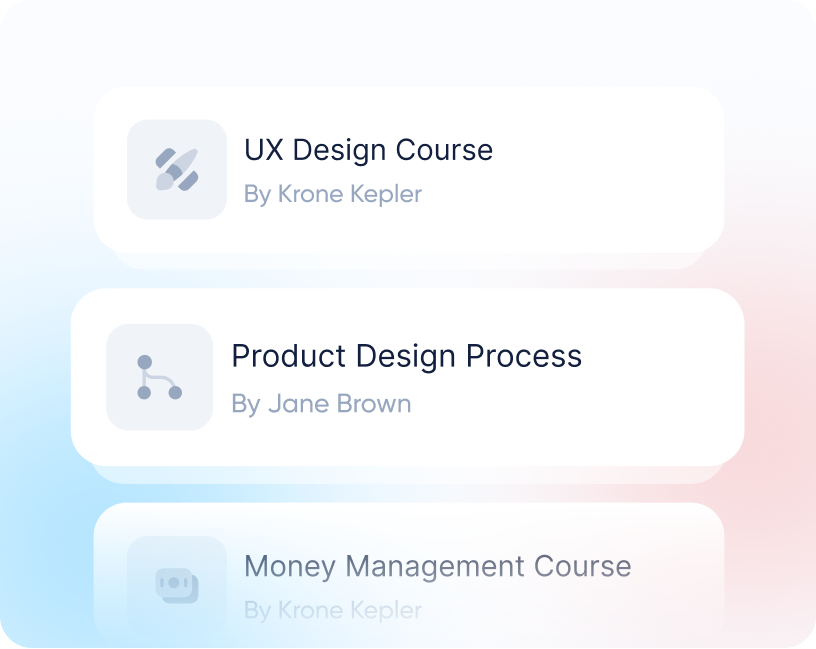 UX Design Course
By Krone Kepler
Product Design Process
By Jane Brown
Money Management Course
By Krone Kepler